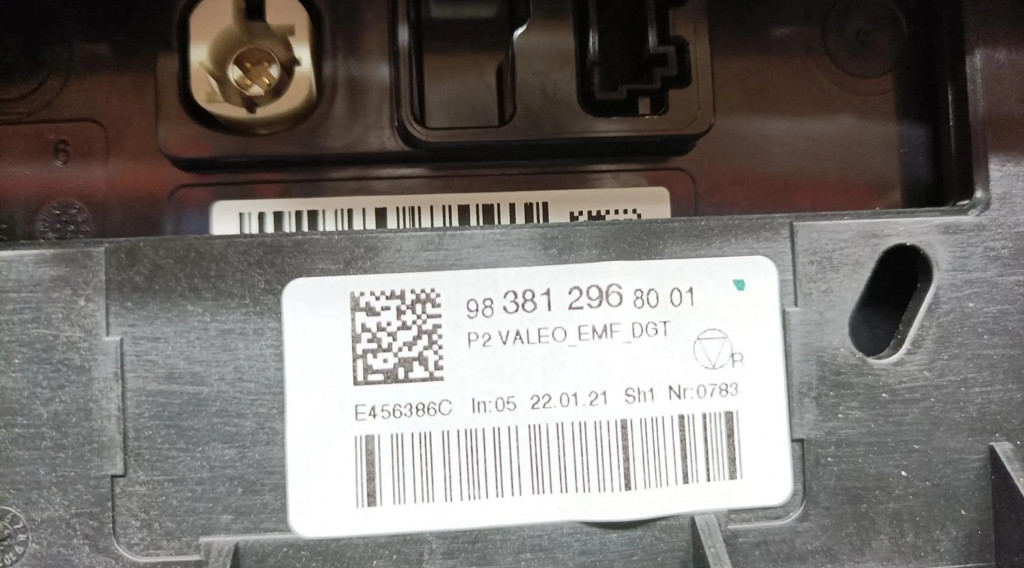 6
98 381 296 80 01
P2 VALEO_EMF_DGT
R
E456386C In:05 22.01.21 Sh1 Nr:0783